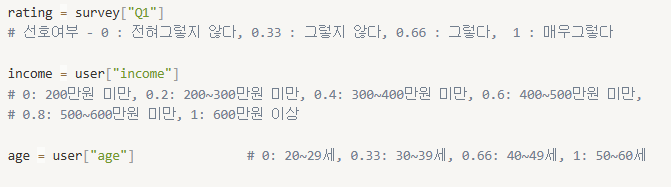 rating = survey["Q1"]
# 선호여부 - 0 : 전혀그렇지 않다, 0.33 : 그렇지 않다, 0.66 : 그렇다,  1 : 매우그렇다
income = user["income"]
# 0: 200만원 미만, 0.2: 200~300만원 미만, 0.4: 300~400만원 미만, 0.6: 400~500만원 미만,
# 0.8: 500~600만원 미만, 1: 600만원 이상
age = user["age"]               # 0: 20~29세, 0.33: 30~39세, 0.66: 40~49세, 1: 50~60세